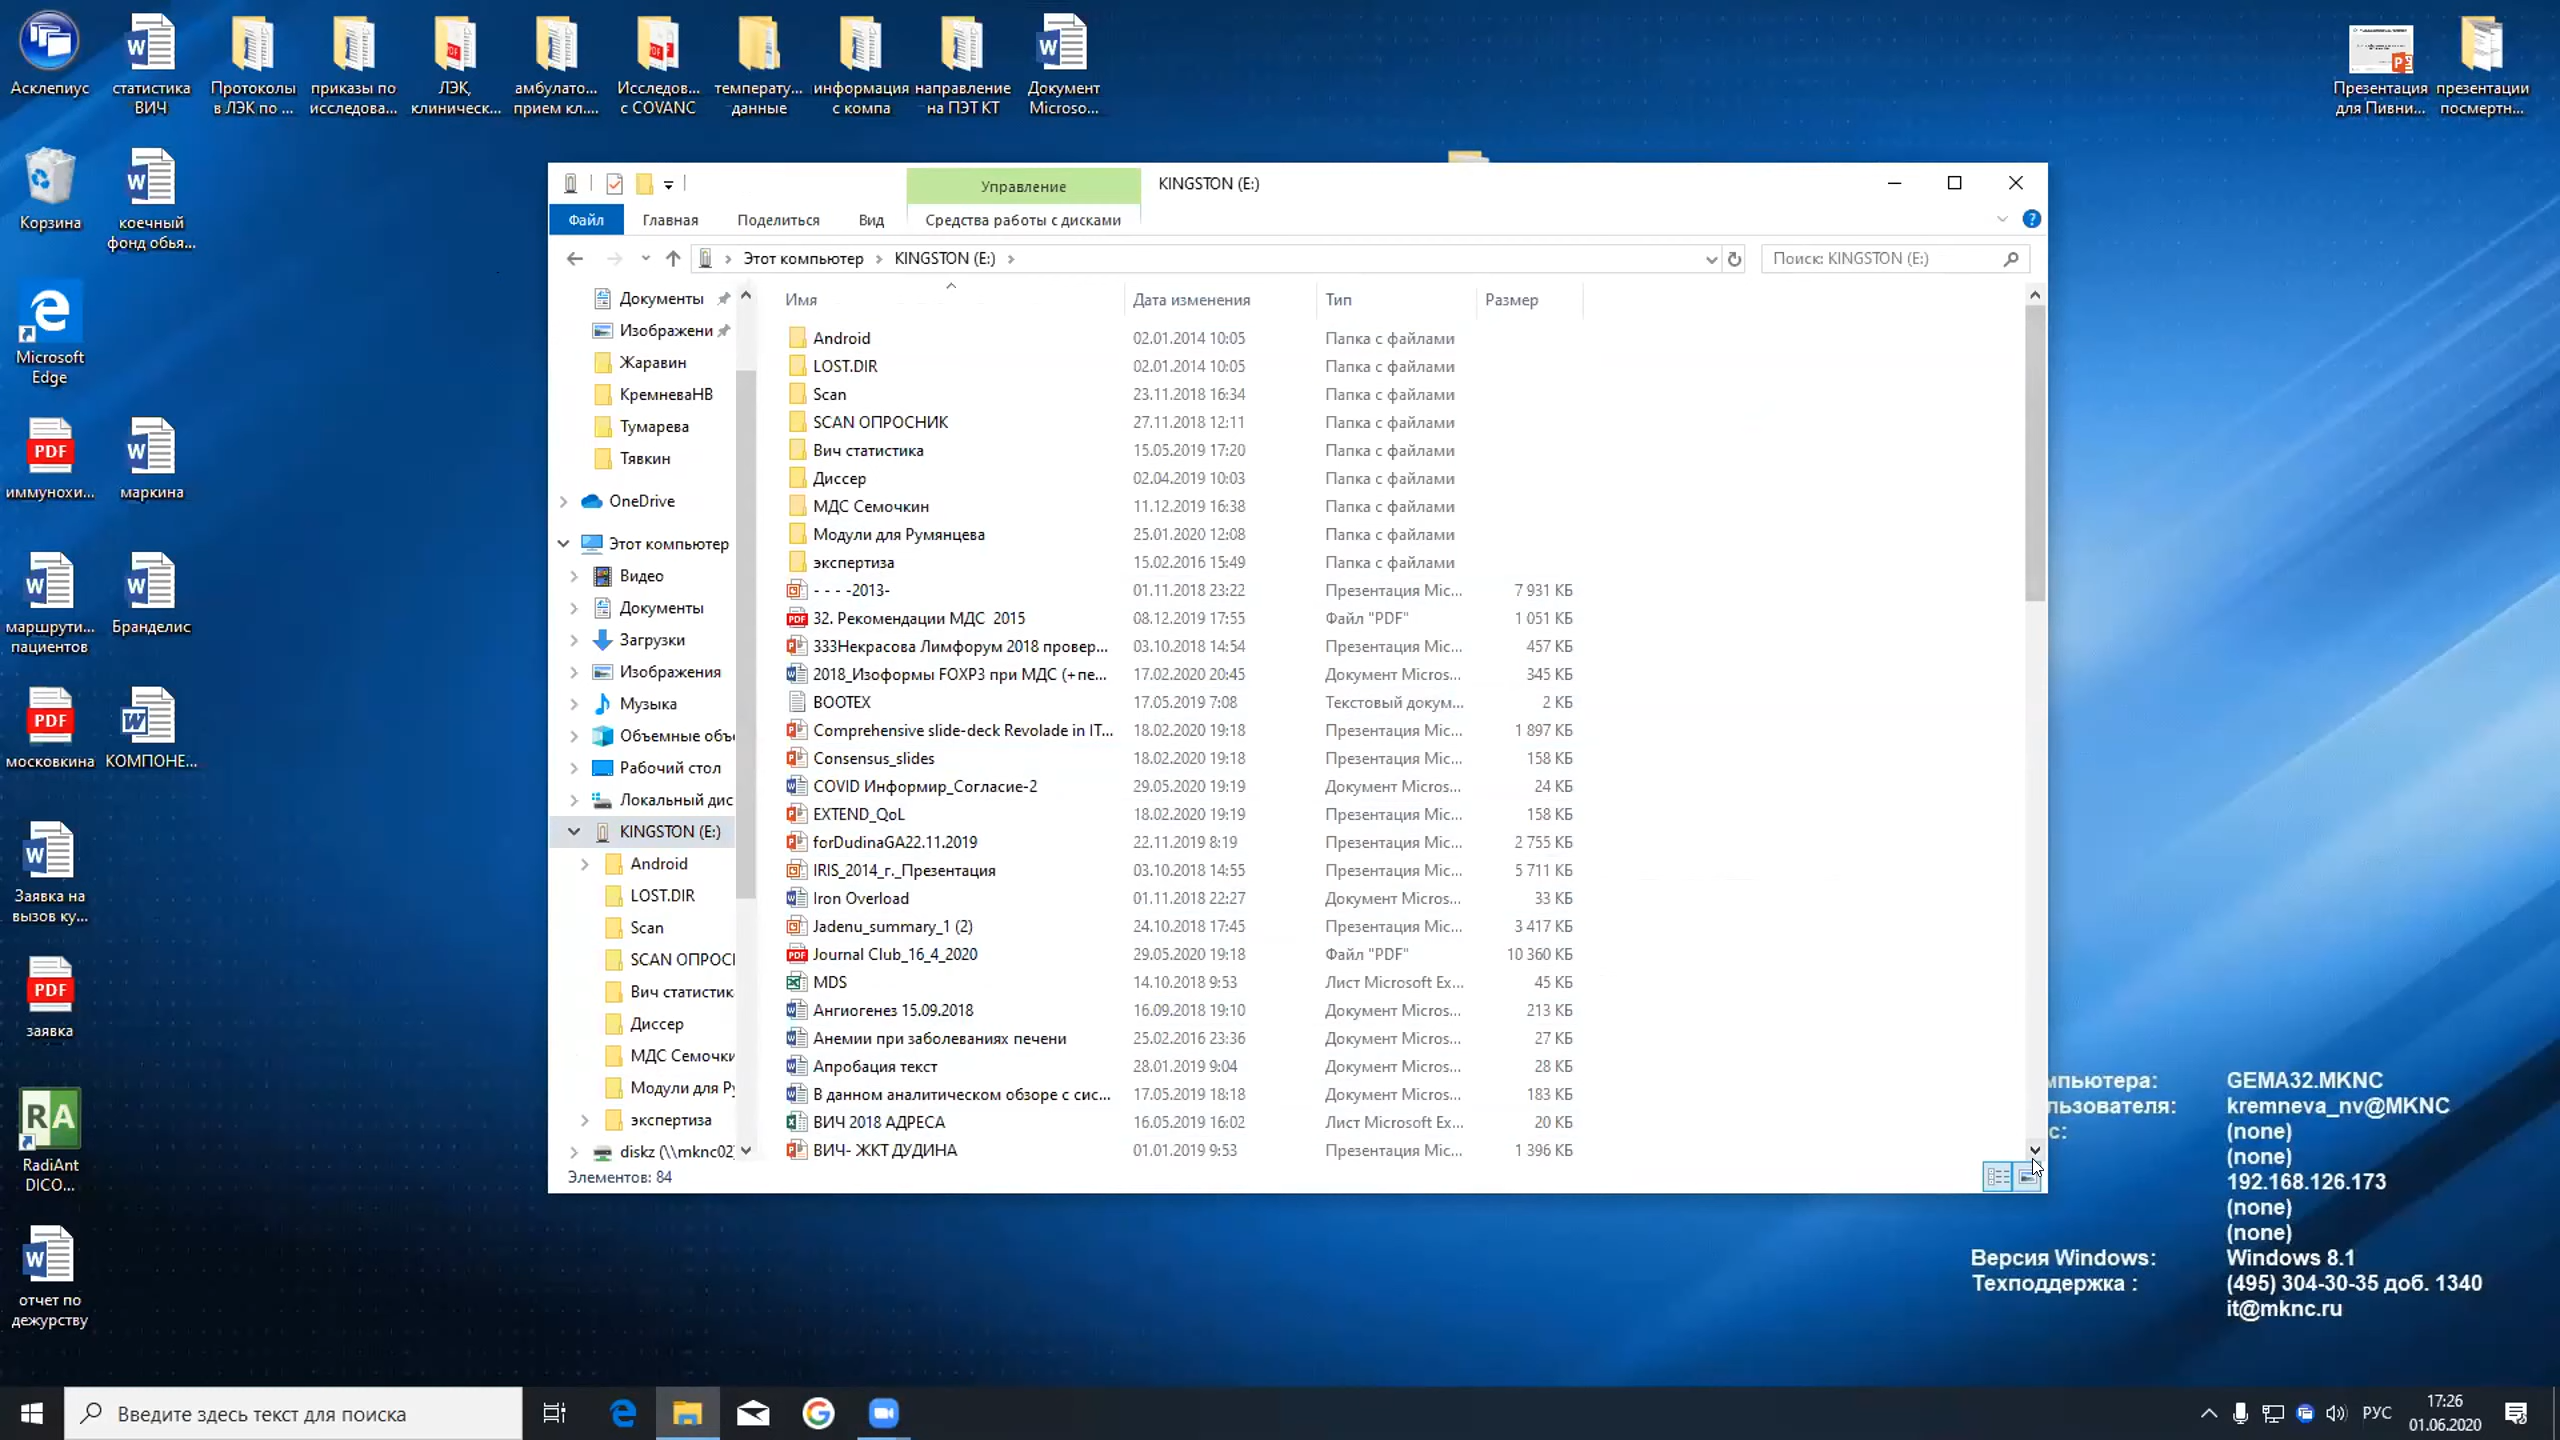 Асклепиус
статистика
ВИЧ
Протоколы
в ЛЭК по ...
приказы по
исследова...
ЛЭК,
клиническ...
амбулато...
прием кл....
Исследов...
с COVANC
температу...
данные
информация
с компа
направление
на ПЭТ КТ
Документ
Microso...
Презентация
для Пивни...
презентации
посмертн...
Корзина
коечный
фонд обья...
Microsoft
Edge
иммунохи...
маркина
маршрути...
пациентов
Бранделис
московкина
КОМПОНЕ...
Заявка на
вызов ку...
заявка
RadiAnt
DICO...
отчет по
дежурству
Управление
KINGSTON (E:)
Файл
Главная
Поделиться
Вид
Средства работы с дисками
Этот компьютер
KINGSTON (E:)
Поиск: KINGSTON (E:)
Документы
Изображени
Жаравин
КремневаНВ
Тумарева
Тявкин
OneDrive
Этот компьютер
Видео
Документы
Загрузки
Изображения
Музыка
Объемные объ
Рабочий стол
Локальный дис
KINGSTON (E:)
Android
LOST.DIR
Scan
SCAN ОПРОСІ
Вич статистик
Диссер
МДС Семочки
Модули для Ру
экспертиза
diskz (\\mknc02)
Имя Дата изменения Тип Размер
Android 02.01.2014 10:05 Папка с файлами
LOST.DIR 02.01.2014 10:05 Папка с файлами
Scan 23.11.2018 16:34 Папка с файлами
SCAN ОПРОСНИК 27.11.2018 12:11 Папка с файлами
Вич статистика 15.05.2019 17:20 Папка с файлами
Диссер 02.04.2019 10:03 Папка с файлами
МДС Семочкин 11.12.2019 16:38 Папка с файлами
Модули для Румянцева 25.01.2020 12:08 Папка с файлами
экспертиза 15.02.2016 15:49 Папка с файлами
- - - -2013- 01.11.2018 23:22 Презентация Mic... 7 931 КБ
32. Рекомендации МДС 2015 08.12.2019 17:55 Файл "PDF" 1 051 КБ
333Некрасова Лимфорум 2018 провер... 03.10.2018 14:54 Презентация Mic... 457 КБ
2018_Изоформы FOXP3 при МДС (+пе... 17.02.2020 20:45 Документ Micros... 345 КБ
BOOTEX 17.05.2019 7:08 Текстовый докум... 2 КБ
Comprehensive slide-deck Revolade in IT... 18.02.2020 19:18 Презентация Mic... 1 897 КБ
Consensus_slides 18.02.2020 19:18 Презентация Mic... 158 КБ
COVID Информир_Согласие-2 29.05.2020 19:19 Документ Micros... 24 КБ
EXTEND_QoL 18.02.2020 19:19 Презентация Mic... 158 КБ
forDudinaGA22.11.2019 22.11.2019 8:19 Презентация Mic... 2 755 КБ
IRIS_2014_г._Презентация 03.10.2018 14:55 Презентация Mic... 5 711 КБ
Iron Overload 01.11.2018 22:27 Документ Micros... 33 КБ
Jadenu_summary_1 (2) 24.10.2018 17:45 Презентация Mic... 3 417 КБ
Journal Club_16_4_2020 29.05.2020 19:18 Файл "PDF" 10 360 КБ
MDS 14.10.2018 9:53 Лист Microsoft Ex... 45 КБ
Ангиогенез 15.09.2018 16.09.2018 19:10 Документ Micros... 213 КБ
Анемии при заболеваниях печени 25.02.2016 23:36 Документ Micros... 27 КБ
Апробация текст 28.01.2019 9:04 Документ Micros... 28 КБ
В данном аналитическом обзоре с сис... 17.05.2019 18:18 Документ Micros... 183 КБ
ВИЧ 2018 АДРЕСА 16.05.2019 16:02 Лист Microsoft Ex... 20 КБ
ВИЧ- ЖКТ ДУДИНА 01.01.2019 9:53 Презентация Mic... 1 396 КБ
Элементов: 84
мпьютера: GEMA32.MKNC
льзователя: kremneva_nv@MKNC
с: (none)
(none)
192.168.126.173
(none)
(none)
Версия Windows: Windows 8.1
Техподдержка : (495) 304-30-35 доб. 1340
it@mknc.ru
Введите здесь текст для поиска
РУС
17:26
01.06.2020